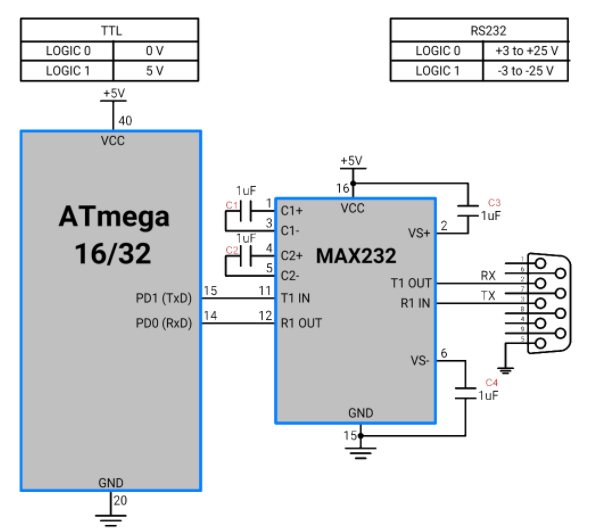 TTL
LOGIC 0 0 V
LOGIC 1 5 V
RS232
LOGIC 0 +3 to +25 V
LOGIC 1 -3 to -25 V
+5V
40
VCC
ATmega
16/32
PD1 (TxD) 15
PD0 (RxD) 14
GND
20
1uF
C1
1uF
C2
+5V
16
VCC
1 C1+
3 C1-
4 C2+
5 C2-
MAX232
11 T1 IN
12 R1 OUT
VS+ 2
C3
1uF
T1 OUT RX
R1 IN TX
VS- 6
C4
1uF
GND
15
1
6
2
7
3
8
4
9
5